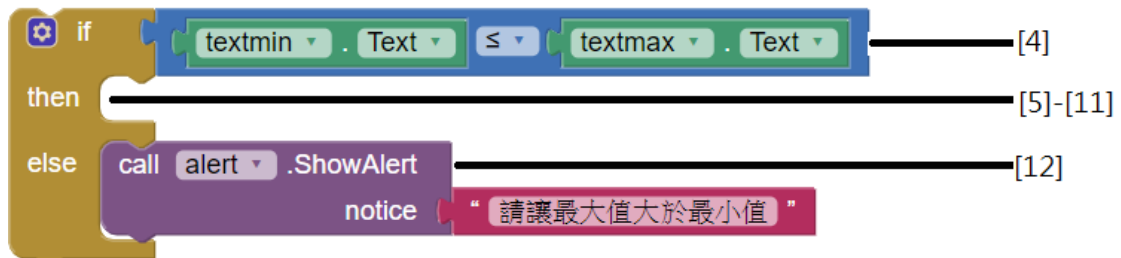 if textmin . Text ≤ textmax . Text [4]
then [5]-[11]
else call alert .ShowAlert [12]
notice “ 請讓最大值大於最小值 ”